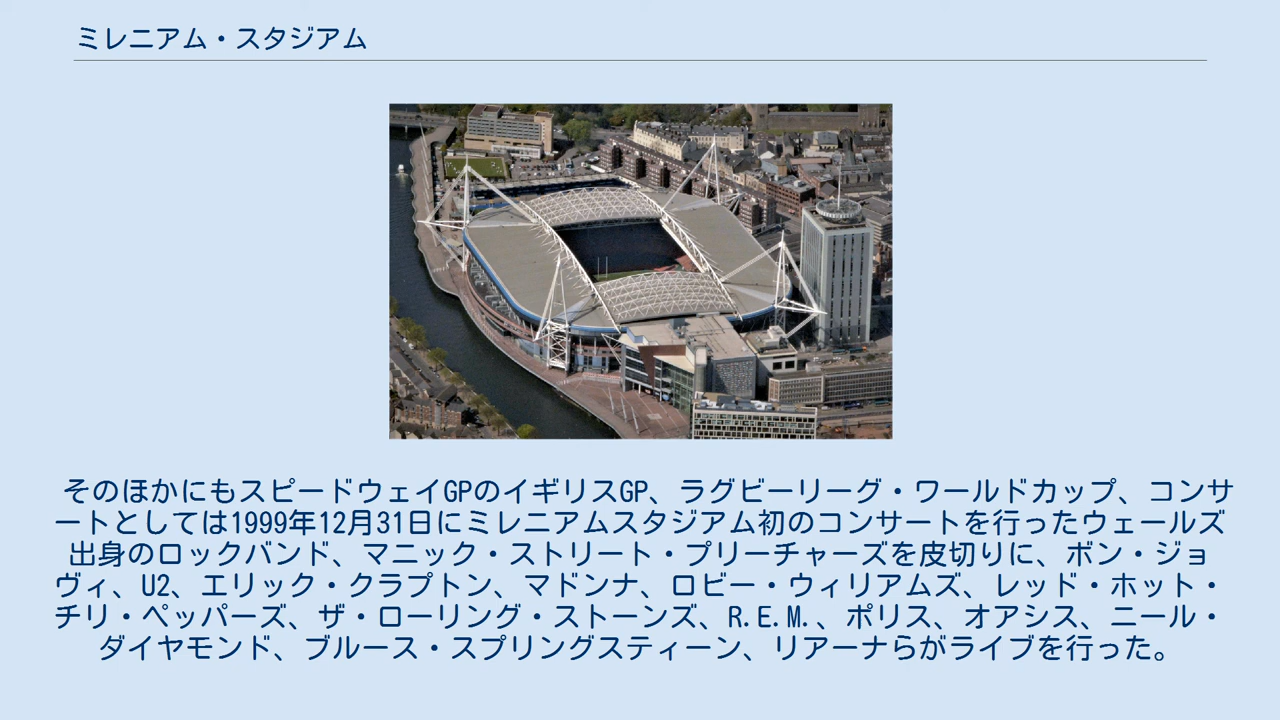 ミレニアム・スタジアム
そのほかにもスピードウェイGPのイギリスGP、ラグビーリーグ・ワールドカップ、コンサ
ートとしては1999年12月31日にミレニアムスタジアム初のコンサートを行ったウェールズ
出身のロックバンド、マニック・ストリート・プリーチャーズを皮切りに、ボン・ジョ
ヴィ、U2、エリック・クラプトン、マドンナ、ロビー・ウィリアムズ、レッド・ホット・
チリ・ペッパーズ、ザ・ローリング・ストーンズ、R.E.M.、ポリス、オアシス、ニール・
ダイヤモンド、ブルース・スプリングスティーン、リアーナらがライブを行った。